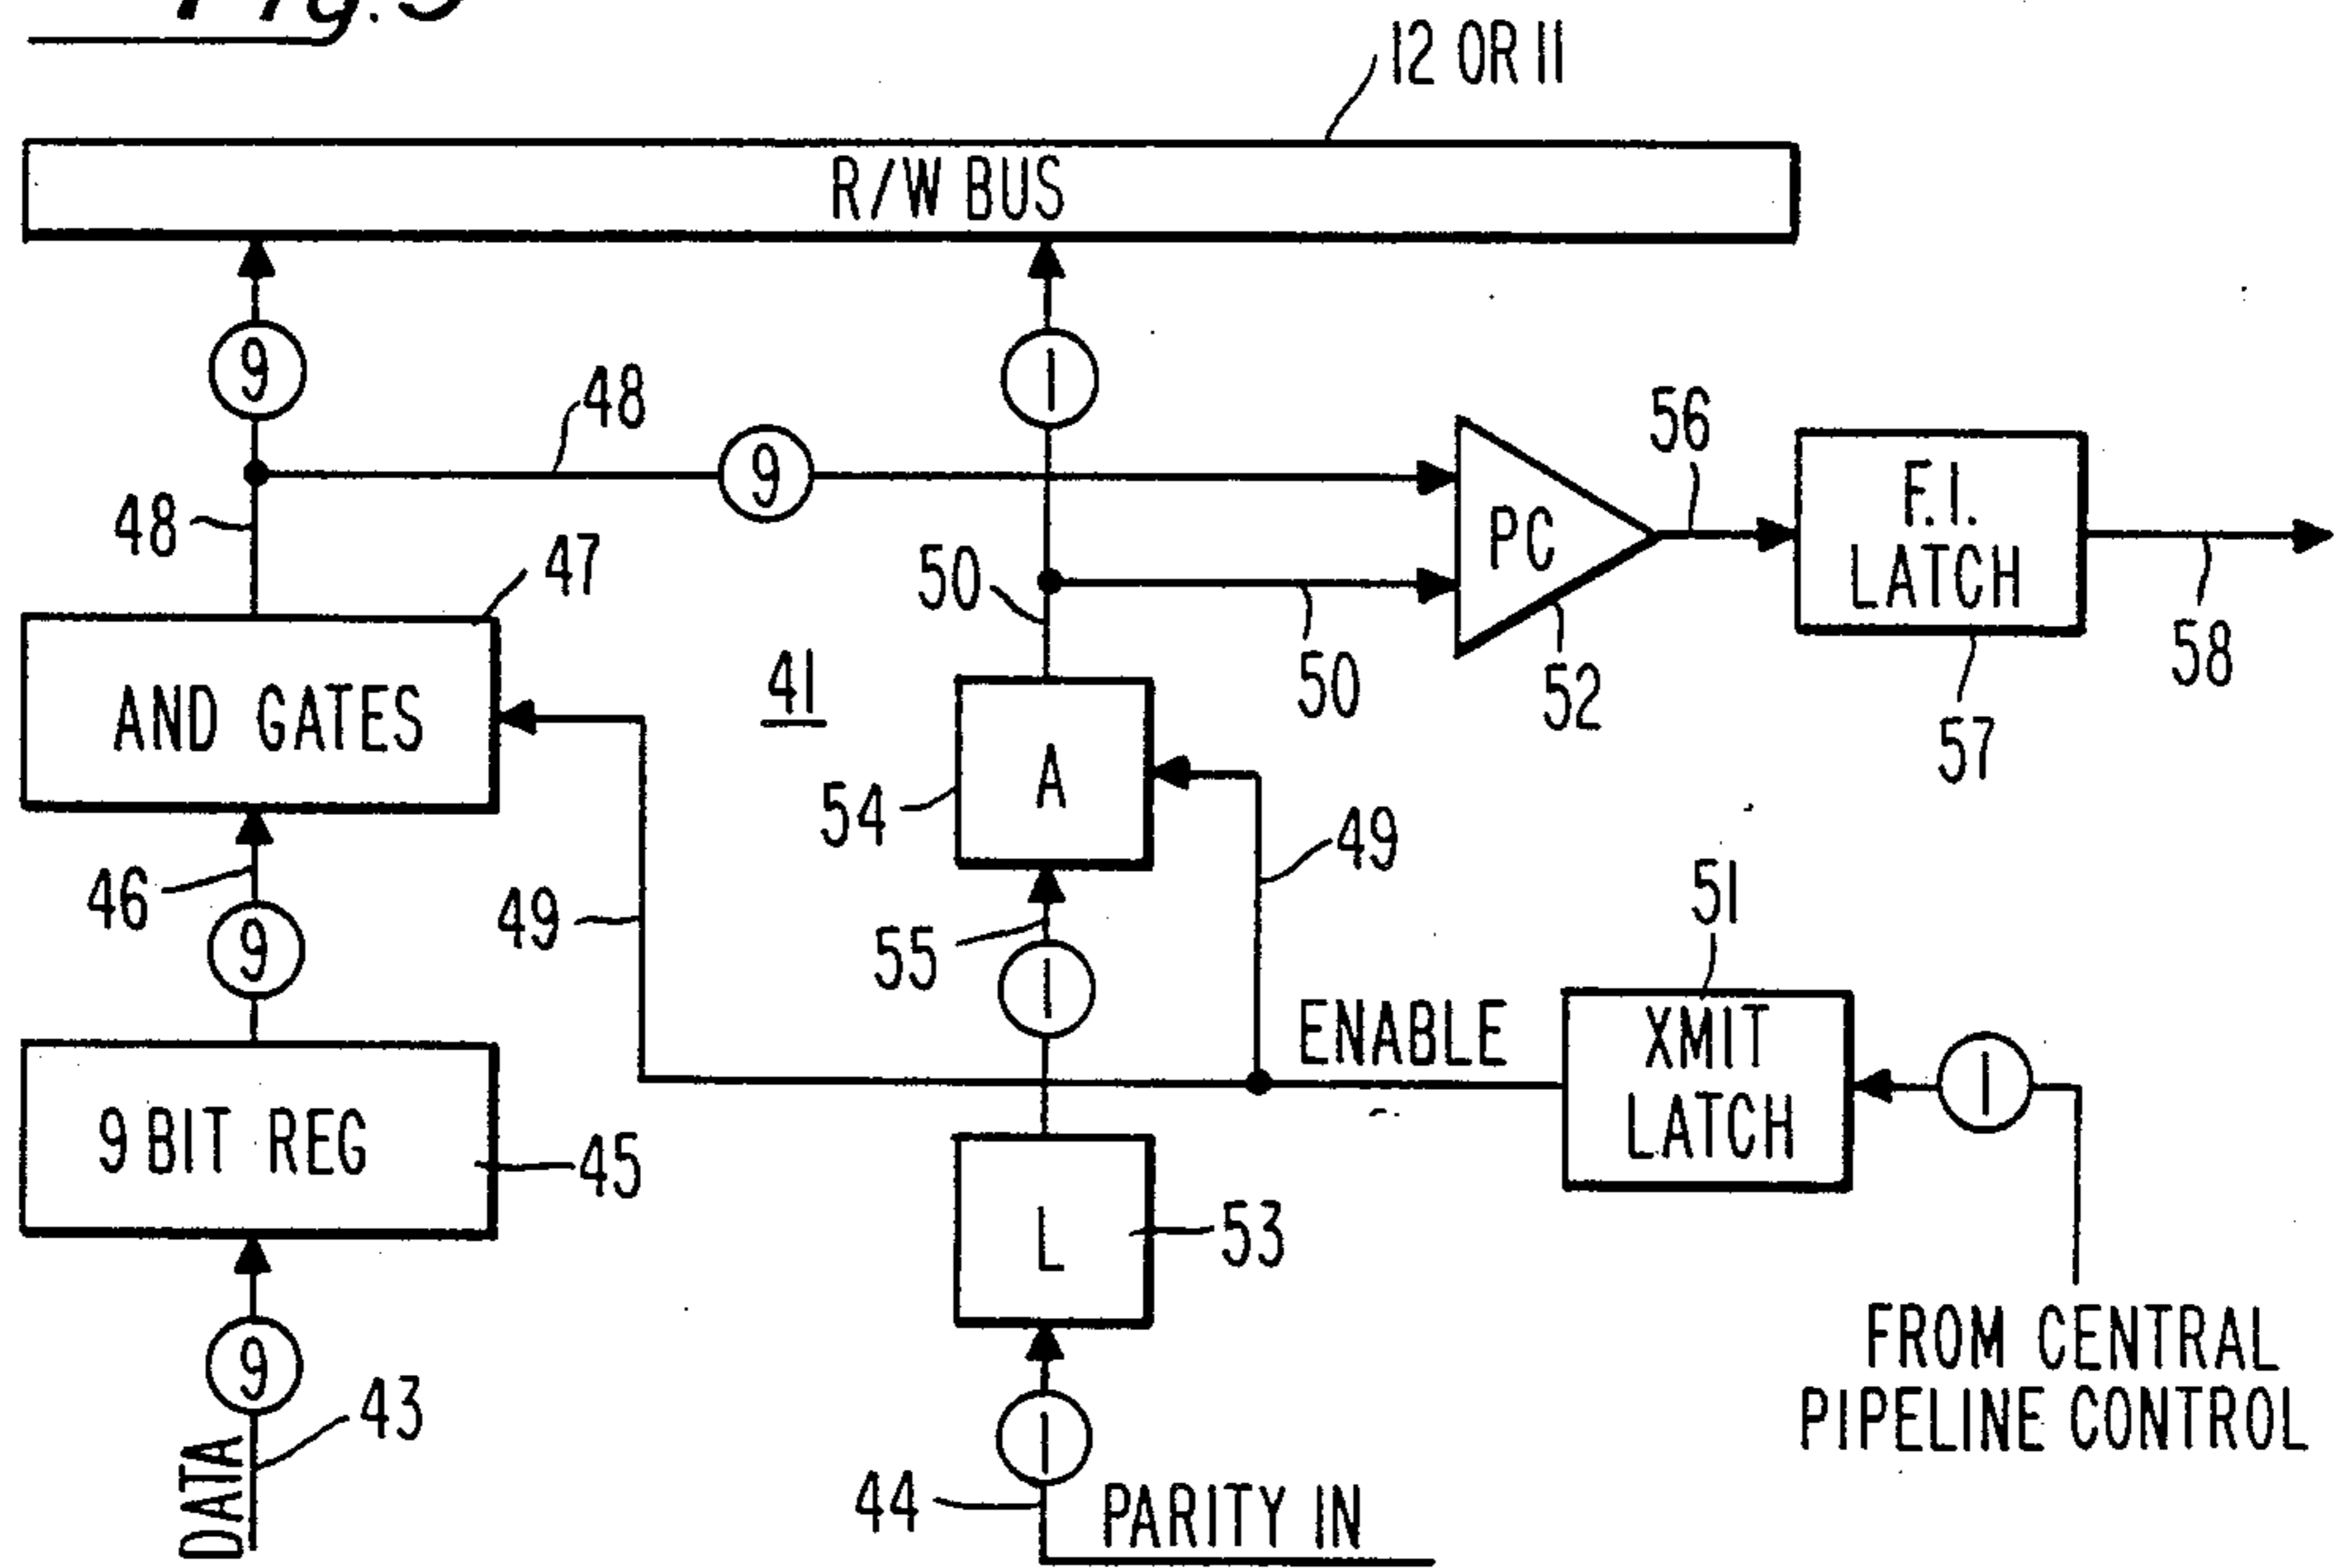 12 OR 11
R/W BUS
9
1
48
9
56
48
47
50
PC
F.I.
LATCH
41
50
52
58
57
AND GATES
54
A
49
46
49
51
9
55
1
ENABLE
XMIT
LATCH
1
9 BIT REG
45
L
53
FROM CENTRAL
PIPELINE CONTROL
9
43
DATA
1
44
PARITY IN